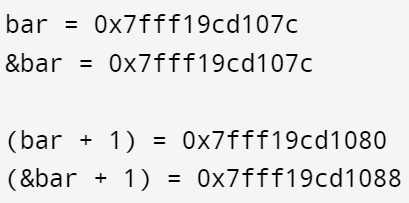 bar = 0x7fff19cd107c
&bar = 0x7fff19cd107c
(bar + 1) = 0x7fff19cd1080
(&bar + 1) = 0x7fff19cd1088